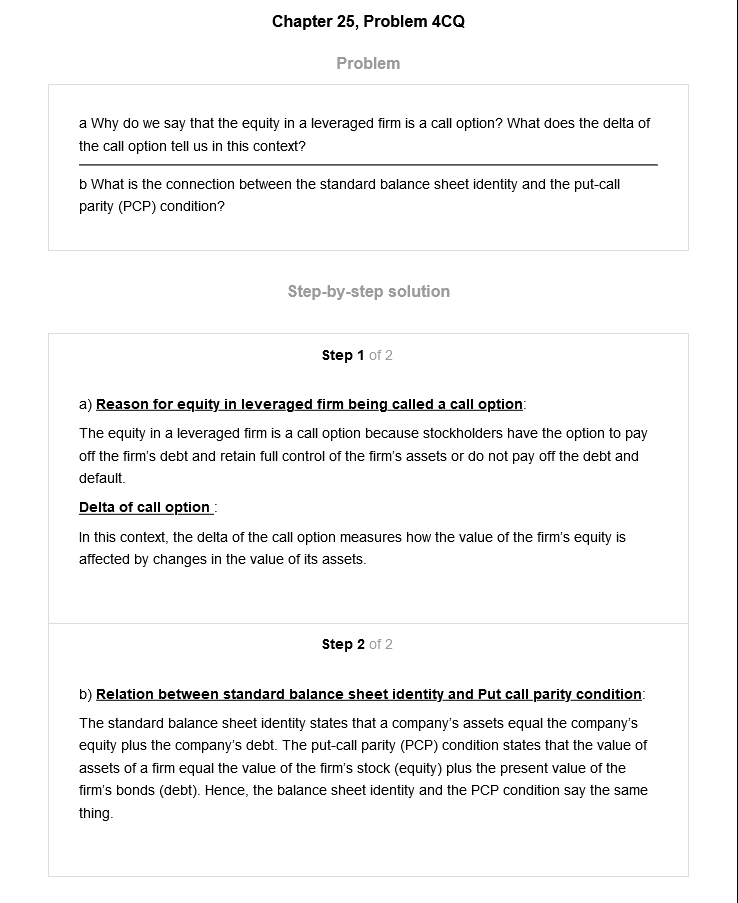 Chapter 25, Problem 4CQ
Problem
a Why do we say that the equity in a leveraged firm is a call option? What does the delta of
the call option tell us in this context?
b What is the connection between the standard balance sheet identity and the put-call
parity (PCP) condition?
Step-by-step solution
Step 1 of 2
a) Reason for equity in leveraged firm being called a call option:
The equity in a leveraged firm is a call option because stockholders have the option to pay
off the firm's debt and retain full control of the firm's assets or do not pay off the debt and
default.
Delta of call option :
In this context, the delta of the call option measures how the value of the firm's equity is
affected by changes in the value of its assets.
Step 2 of 2
b) Relation between standard balance sheet identity and Put call parity condition:
The standard balance sheet identity states that a company's assets equal the company's
equity plus the company's debt. The put-call parity (PCP) condition states that the value of
assets of a firm equal the value of the firm's stock (equity) plus the present value of the
firm's bonds (debt). Hence, the balance sheet identity and the PCP condition say the same
thing.